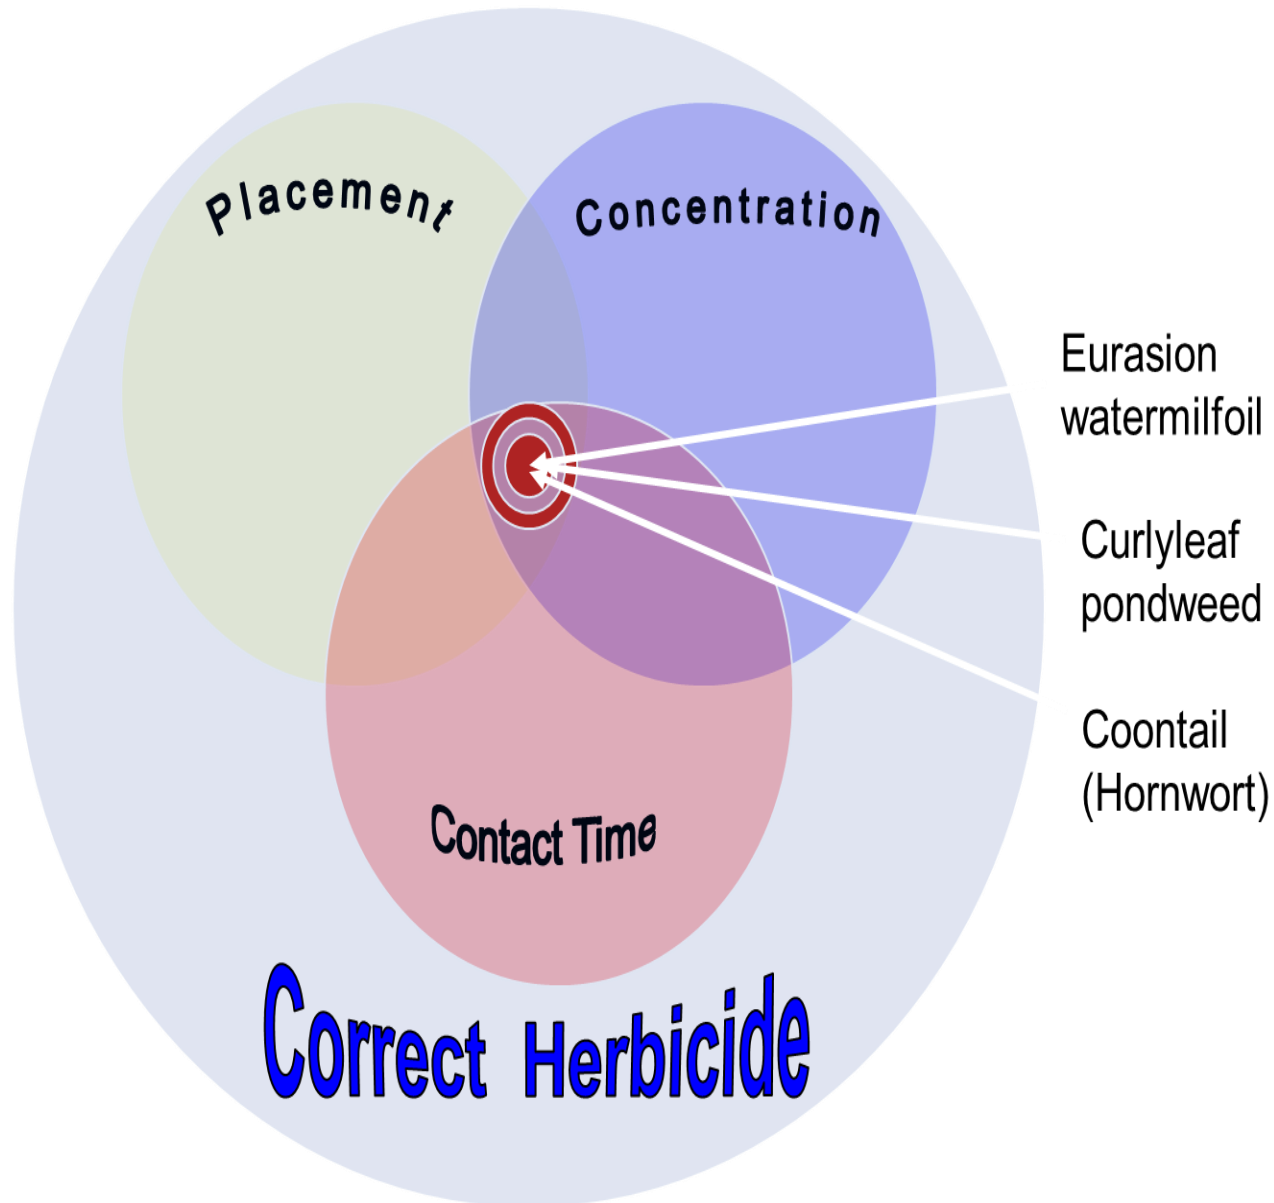 Placement
Concentration
Eurasion
watermilfoil
Curlyleaf
pondweed
Coontail
(Hornwort)
Contact Time
Correct Herbicide